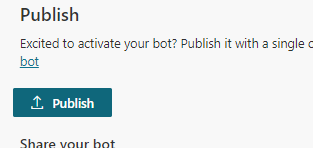 Publish
Excited to activate your bot? Publish it with a single
bot
Publish
Share your bot